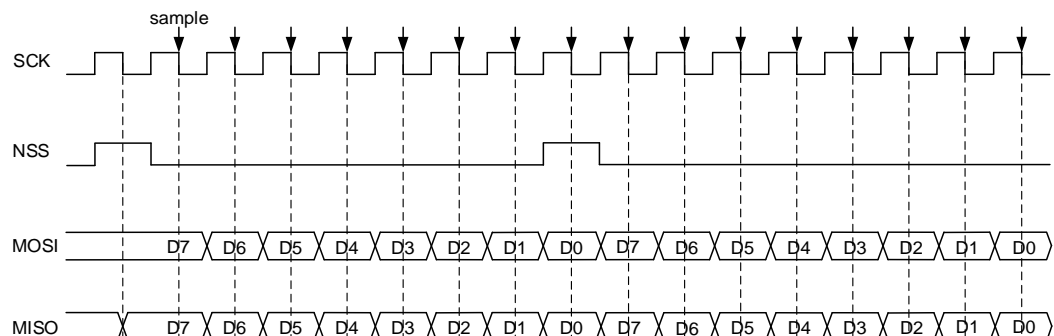 sample
SCK
NSS
MOSI D7 D6 D5 D4 D3 D2 D1 D0 D7 D6 D5 D4 D3 D2 D1 D0
MISO D7 D6 D5 D4 D3 D2 D1 D0 D7 D6 D5 D4 D3 D2 D1 D0